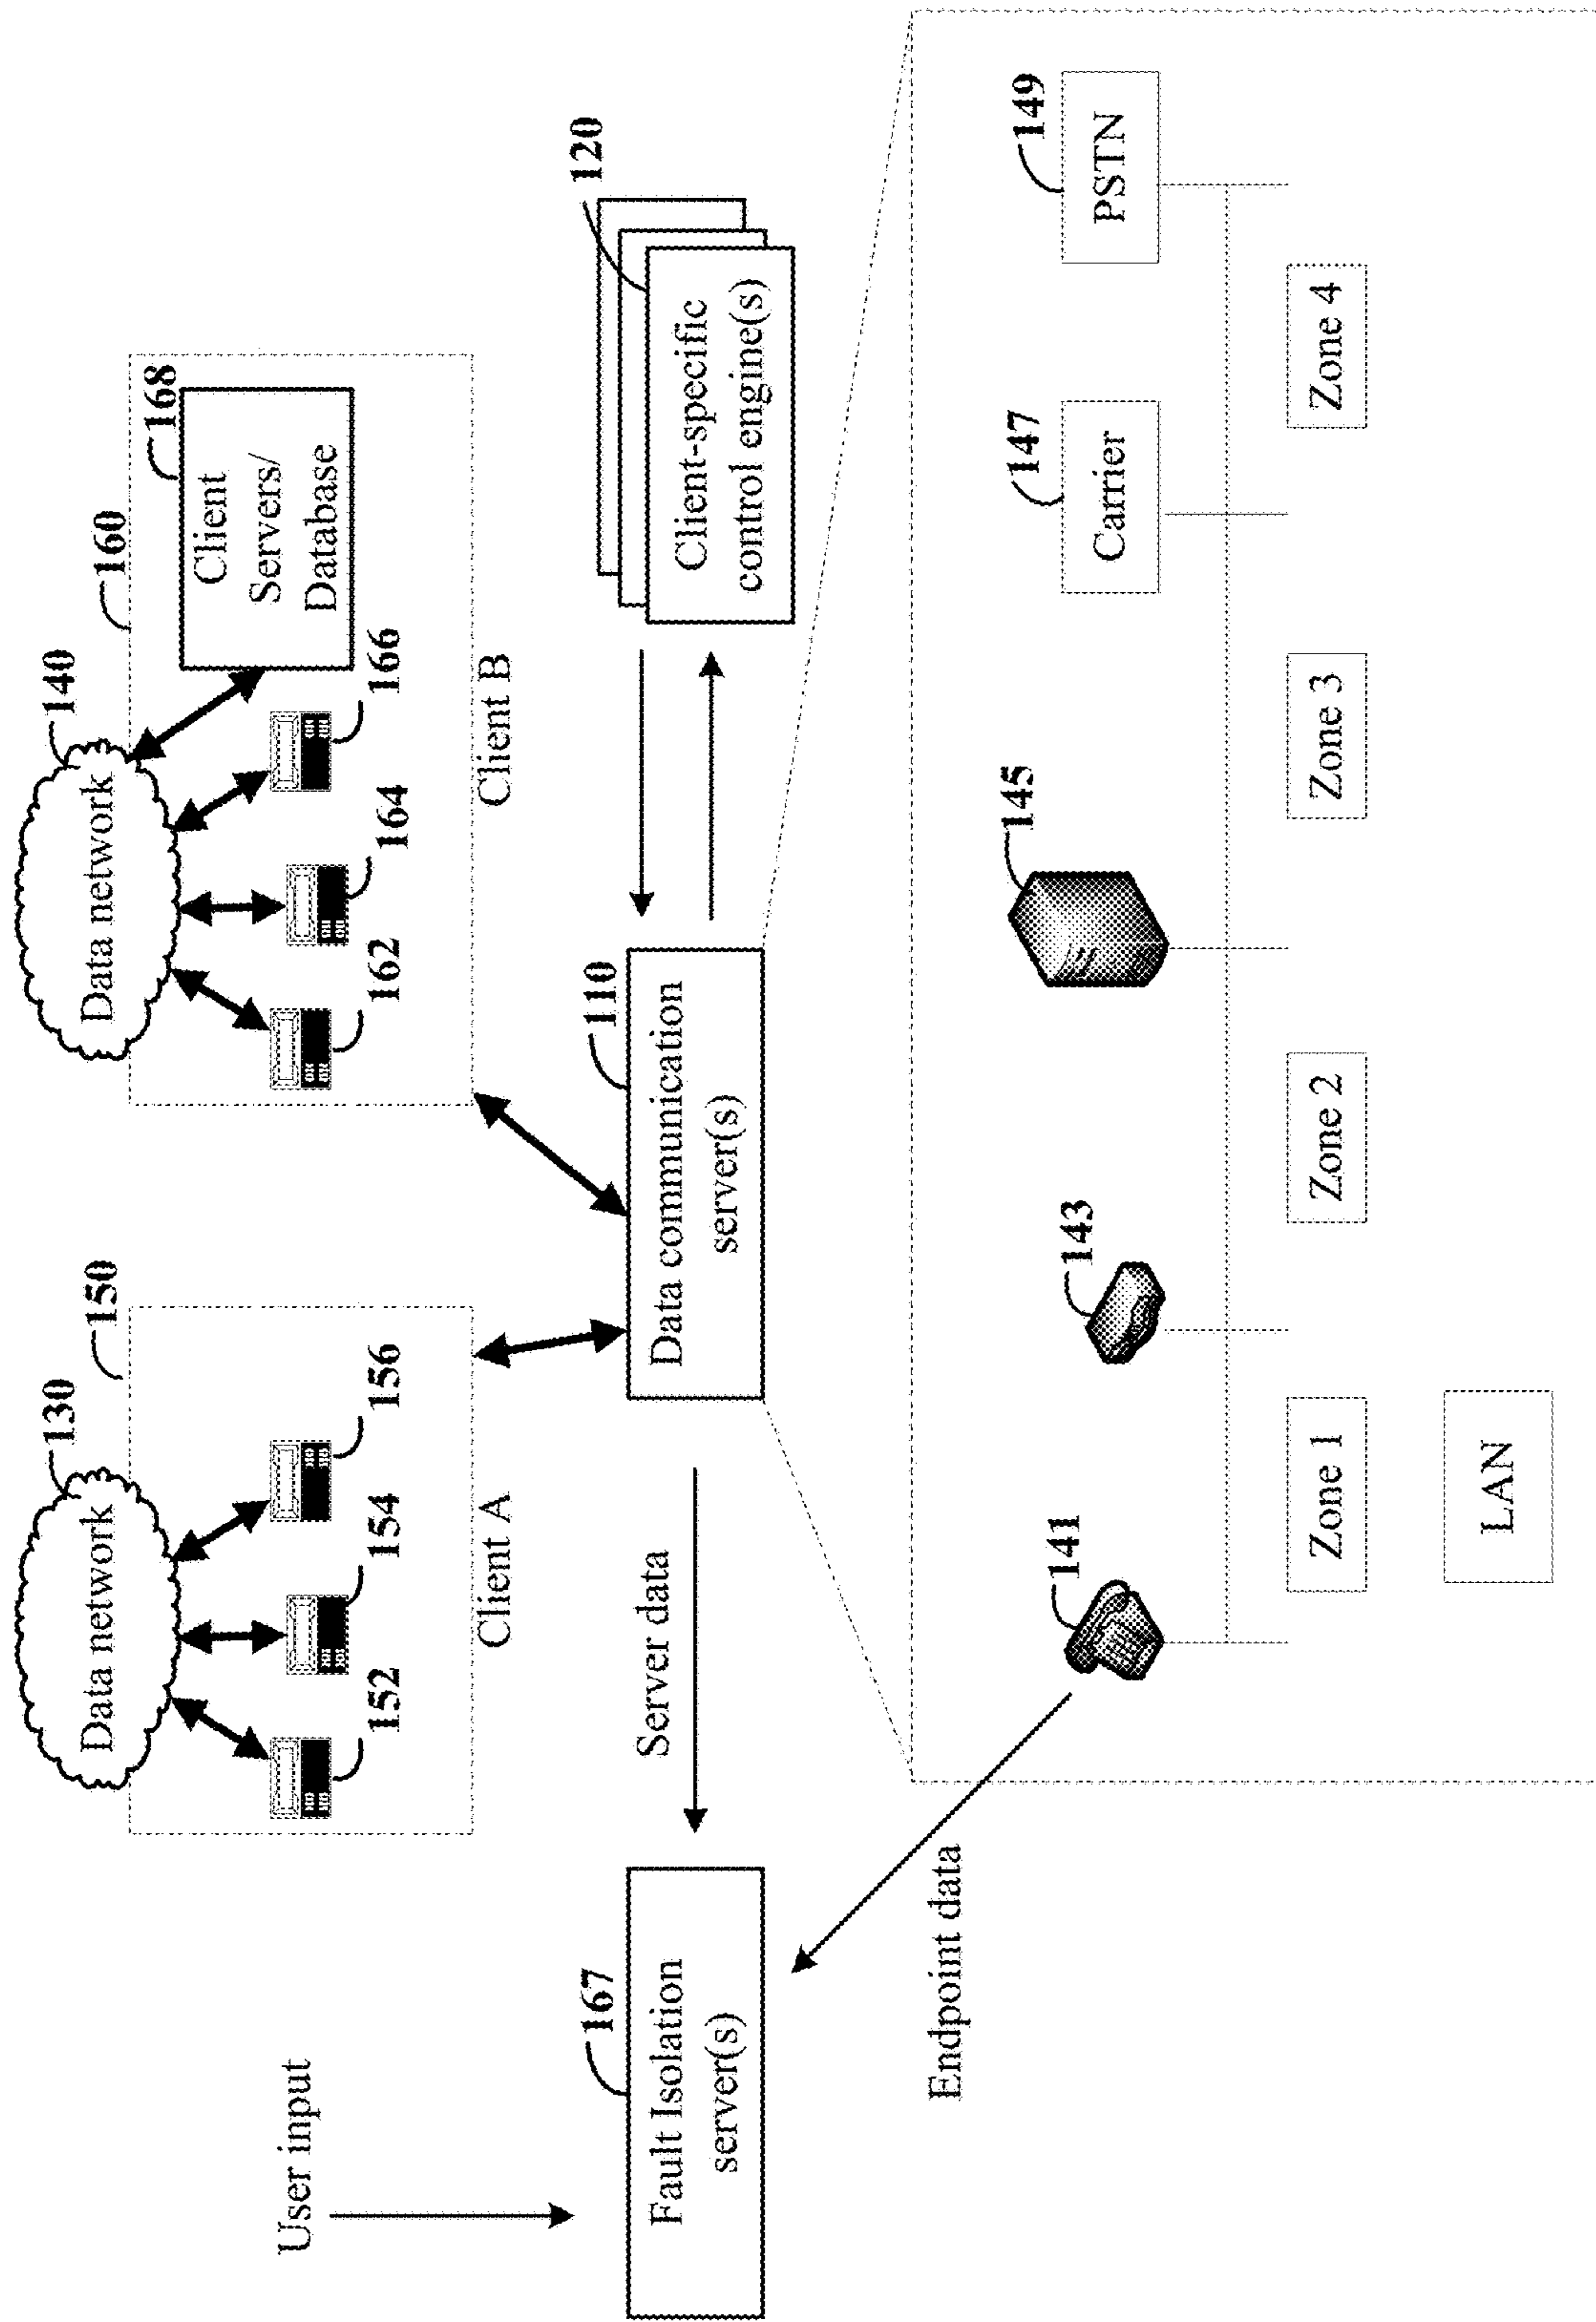 130
150
Data network
152
154
156
Client A
140
160
Data network
168
Client
Servers/
Database
162
164
166
Client B
User input
167
Fault Isolation
server(s)
Server data
110
Data communication
server(s)
120
Client-specific
control engine(s)
Endpoint data
141
143
145
147
Carrier
149
PSTN
Zone 1
Zone 2
Zone 3
Zone 4
LAN